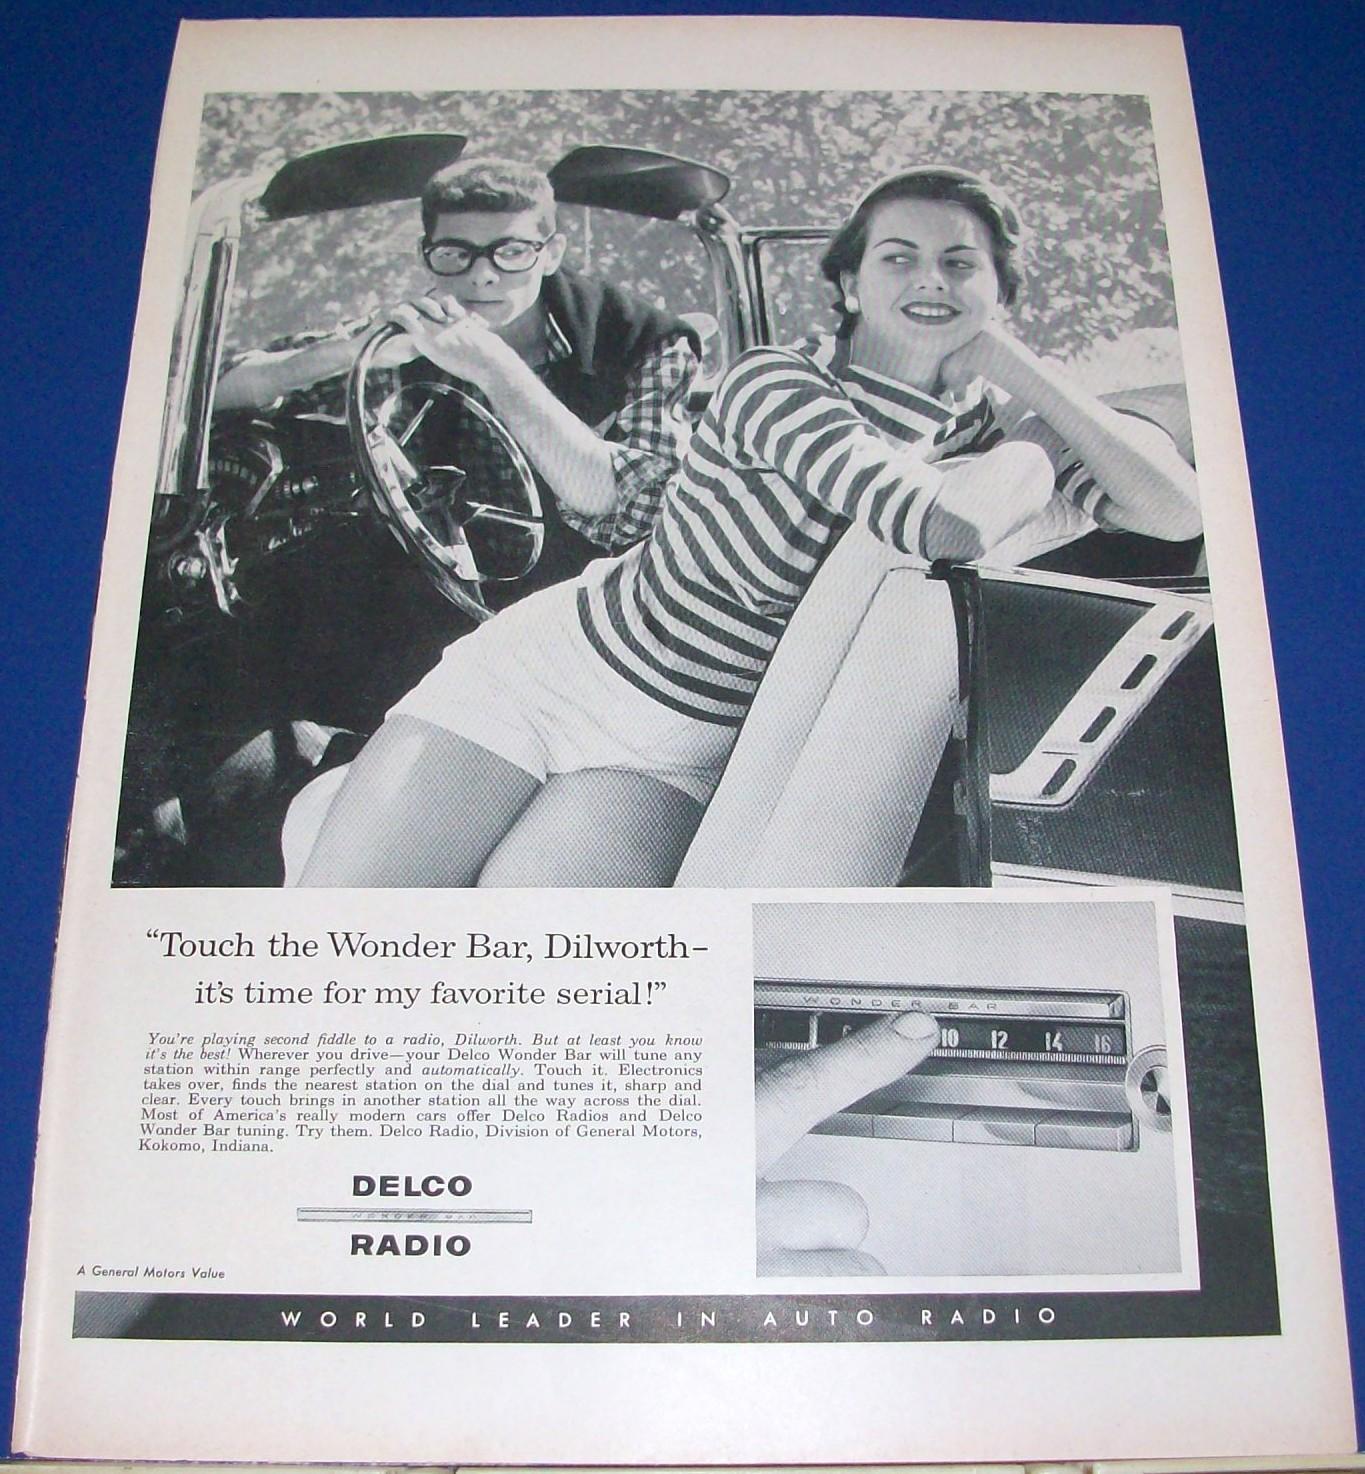 “Touch the Wonder Bar, Dilworth–
it’s time for my favorite serial!”
You're playing second fiddle to a radio, Dilworth. But at least you know
it's the best! Wherever you drive—your Delco Wonder Bar will tune any
station within range perfectly and automatically. Touch it. Electronics
takes over, finds the nearest station on the dial and tunes it, sharp and
clear. Every touch brings in another station all the way across the dial.
Most of America's really modern cars offer Delco Radios and Delco
Wonder Bar tuning. Try them. Delco Radio, Division of General Motors,
Kokomo, Indiana.
WONDER BAR
10 12 14 16
DELCO
WONDER BAR
RADIO
A General Motors Value
WORLD LEADER IN AUTO RADIO